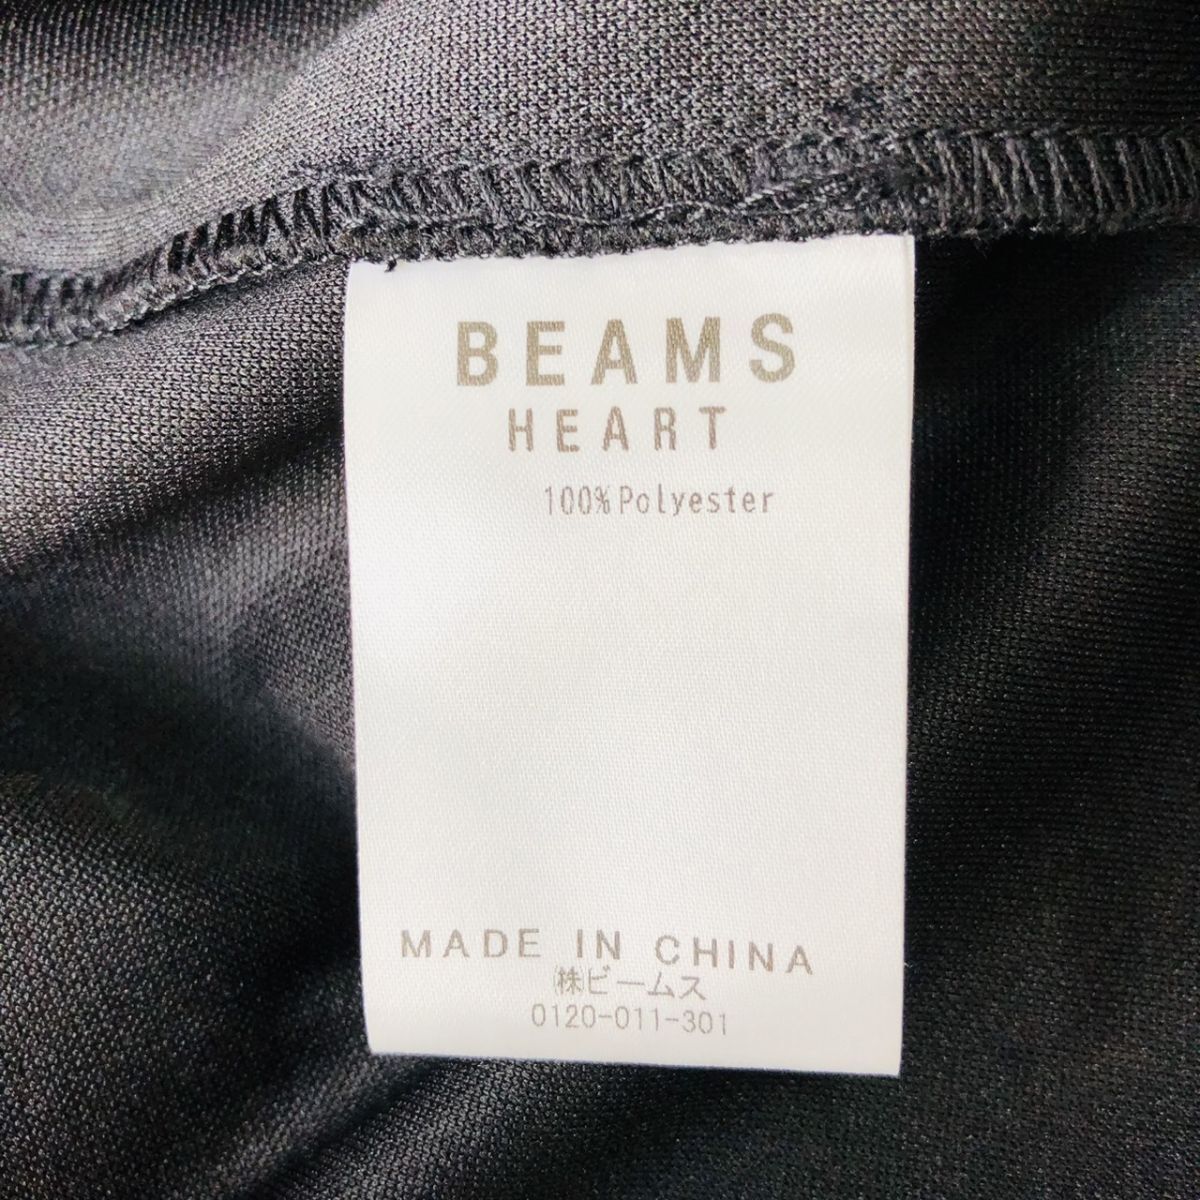 BEAMS
HEART
100%Polyester
MADE IN CHINA
㈱ビームス
0120-011-301